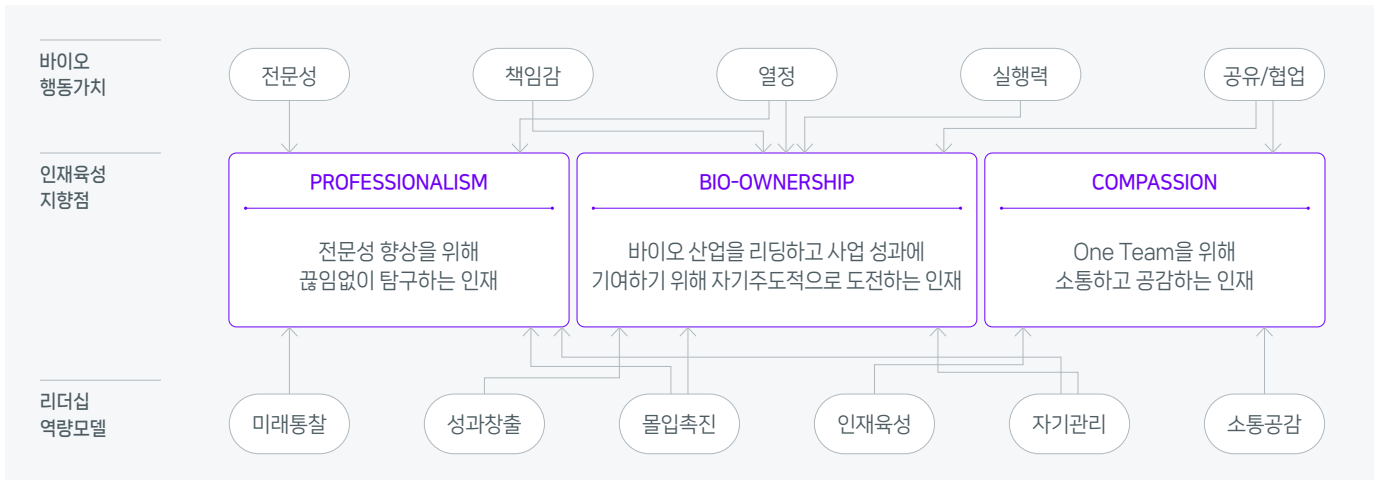 바이오
행동가치
전문성
책임감
열정
실행력
공유/협업
인재육성
지향점
PROFESSIONALISM
전문성 향상을 위해
끊임없이 탐구하는 인재
BIO-OWNERSHIP
바이오 산업을 리딩하고 사업 성과에
기여하기 위해 자기주도적으로 도전하는 인재
COMPASSION
One Team을 위해
소통하고 공감하는 인재
리더십
역량모델
미래통찰
성과창출
몰입촉진
인재육성
자기관리
소통공감